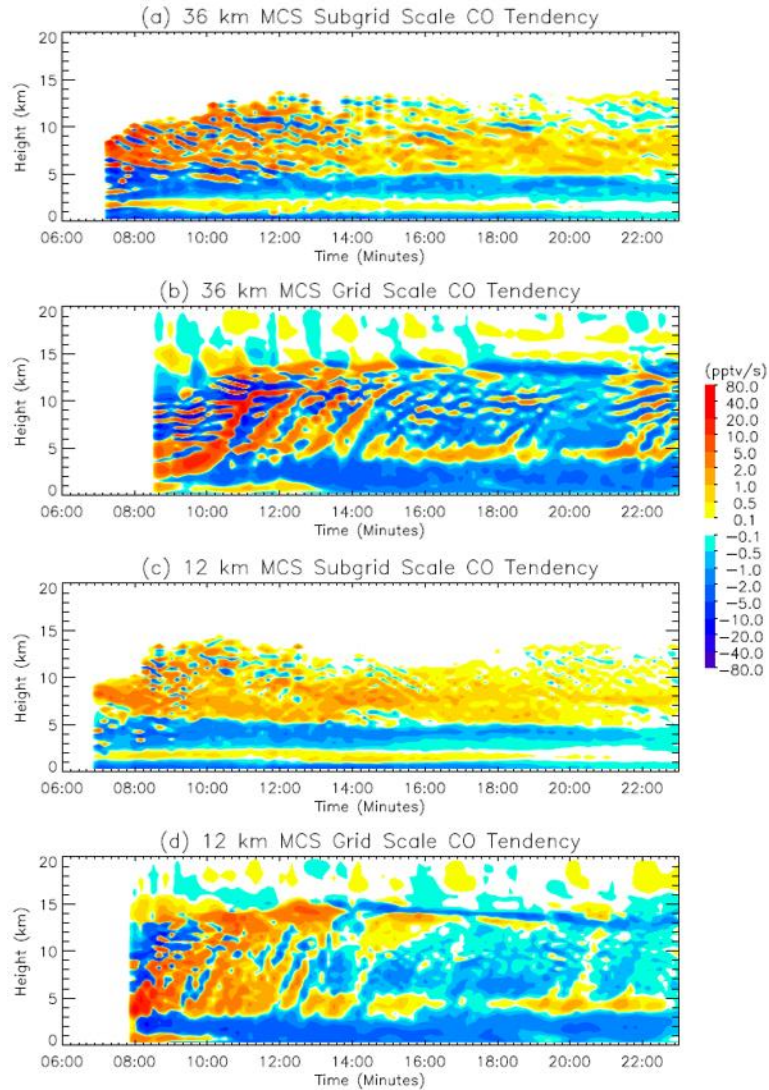 (a) 36 km MCS Subgrid Scale CO Tendency
20
15
10
5
0
Height (km)
06:00 08:00 10:00 12:00 14:00 16:00 18:00 20:00 22:00
Time (Minutes)
(b) 36 km MCS Grid Scale CO Tendency
20
15
10
5
0
Height (km)
06:00 08:00 10:00 12:00 14:00 16:00 18:00 20:00 22:00
Time (Minutes)
(pptv/s)
80.0
40.0
20.0
10.0
5.0
2.0
1.0
0.5
0.1
-0.1
-0.5
-1.0
-2.0
-5.0
-10.0
-20.0
-40.0
-80.0
(c) 12 km MCS Subgrid Scale CO Tendency
20
15
10
5
0
Height (km)
06:00 08:00 10:00 12:00 14:00 16:00 18:00 20:00 22:00
Time (Minutes)
(d) 12 km MCS Grid Scale CO Tendency
20
15
10
5
0
Height (km)
06:00 08:00 10:00 12:00 14:00 16:00 18:00 20:00 22:00
Time (Minutes)